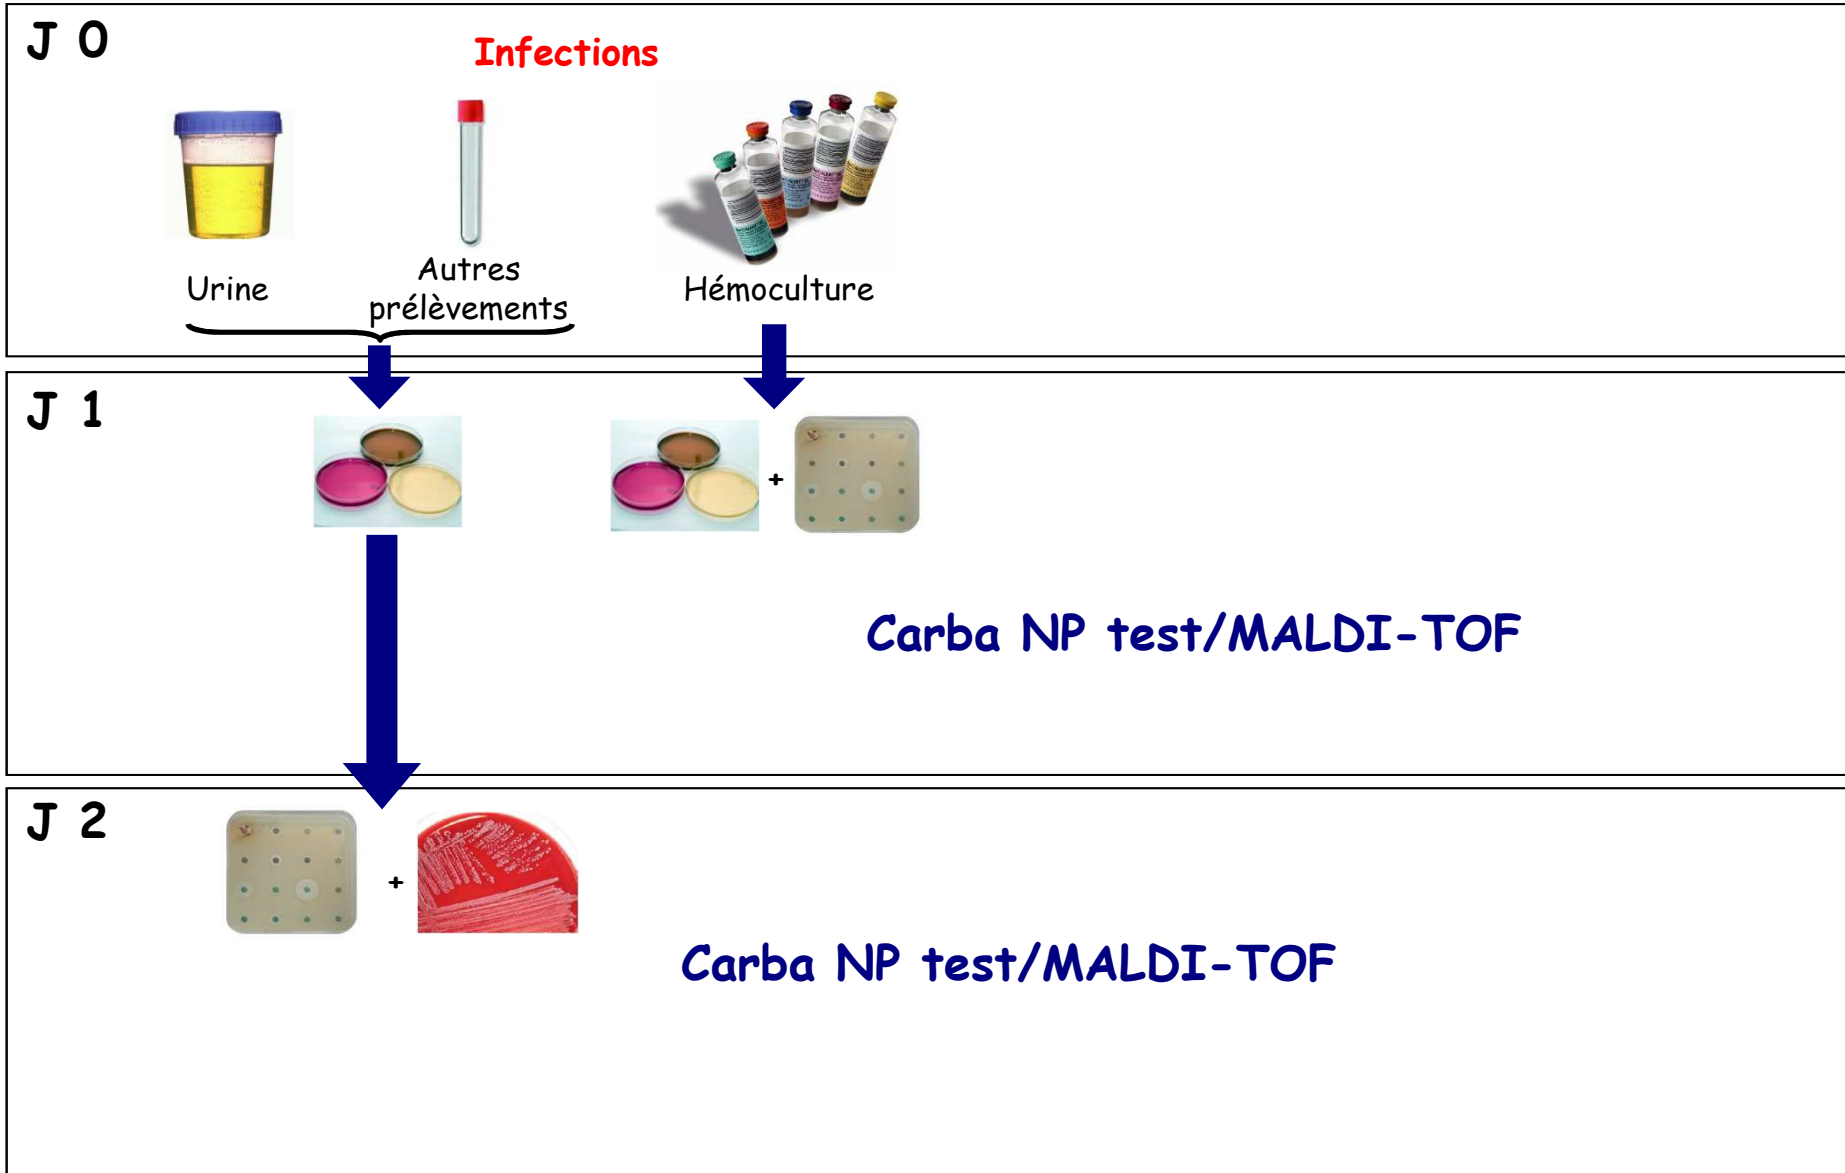 J 0
Infections
Urine
Autres
prélèvements
Hémoculture
J 1
+
Carba NP test/MALDI-TOF
J 2
+
Carba NP test/MALDI-TOF